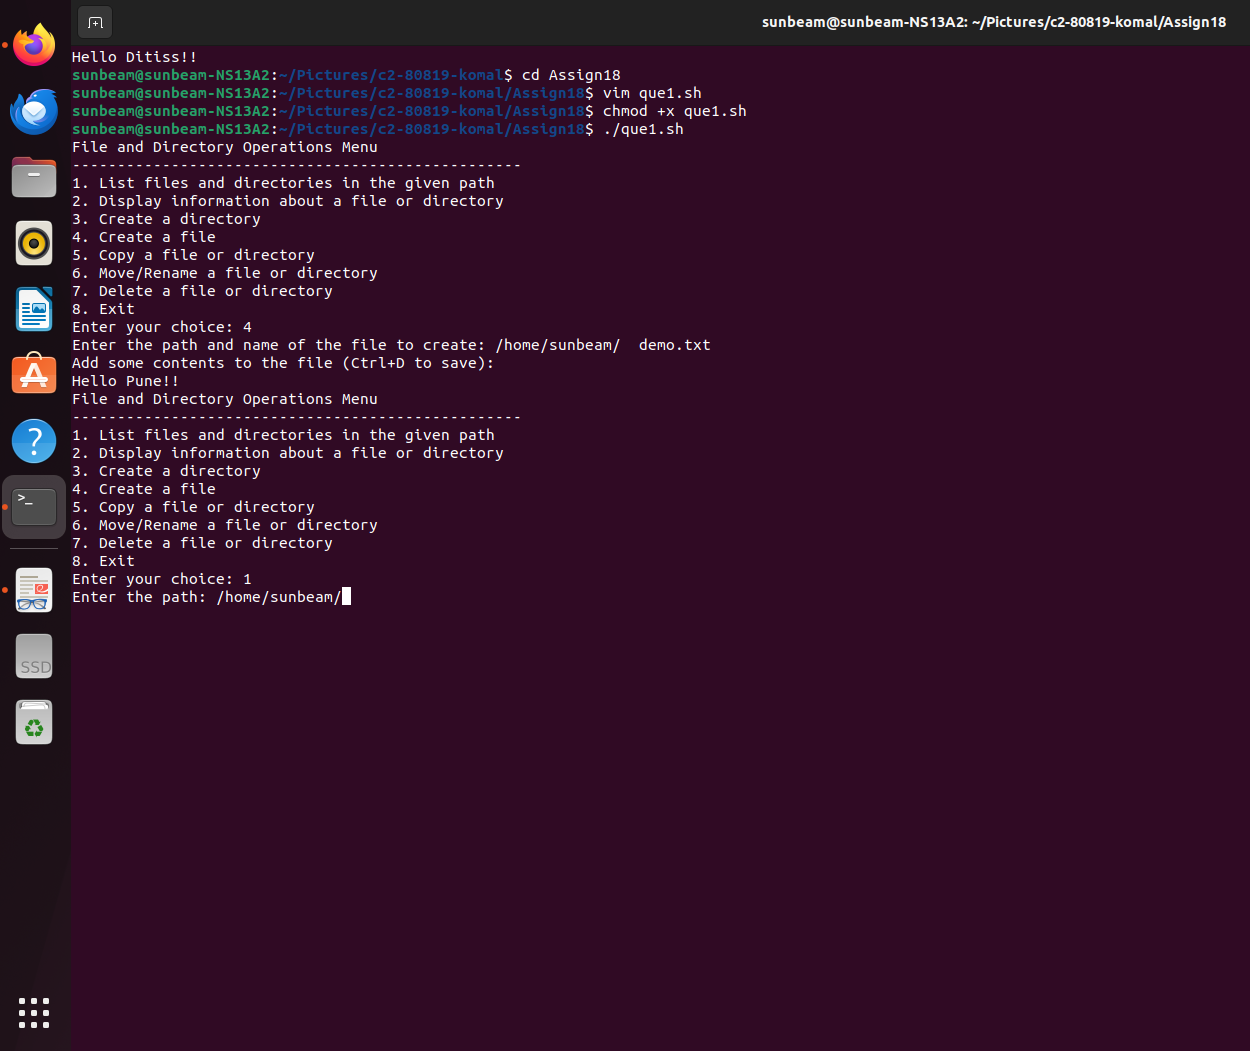 sunbeam@sunbeam-NS13A2: ~/Pictures/c2-80819-komal/Assign18
Hello Ditiss!!
sunbeam@sunbeam-NS13A2:~/Pictures/c2-80819-komal$ cd Assign18
sunbeam@sunbeam-NS13A2:~/Pictures/c2-80819-komal/Assign18$ vim que1.sh
sunbeam@sunbeam-NS13A2:~/Pictures/c2-80819-komal/Assign18$ chmod +x que1.sh
sunbeam@sunbeam-NS13A2:~/Pictures/c2-80819-komal/Assign18$ ./que1.sh
File and Directory Operations Menu
--------------------------------------------------
1. List files and directories in the given path
2. Display information about a file or directory
3. Create a directory
4. Create a file
5. Copy a file or directory
6. Move/Rename a file or directory
7. Delete a file or directory
8. Exit
Enter your choice: 4
Enter the path and name of the file to create: /home/sunbeam/  demo.txt
Add some contents to the file (Ctrl+D to save):
Hello Pune!!
File and Directory Operations Menu
--------------------------------------------------
1. List files and directories in the given path
2. Display information about a file or directory
3. Create a directory
4. Create a file
5. Copy a file or directory
6. Move/Rename a file or directory
7. Delete a file or directory
8. Exit
Enter your choice: 1
Enter the path: /home/sunbeam/
SSD